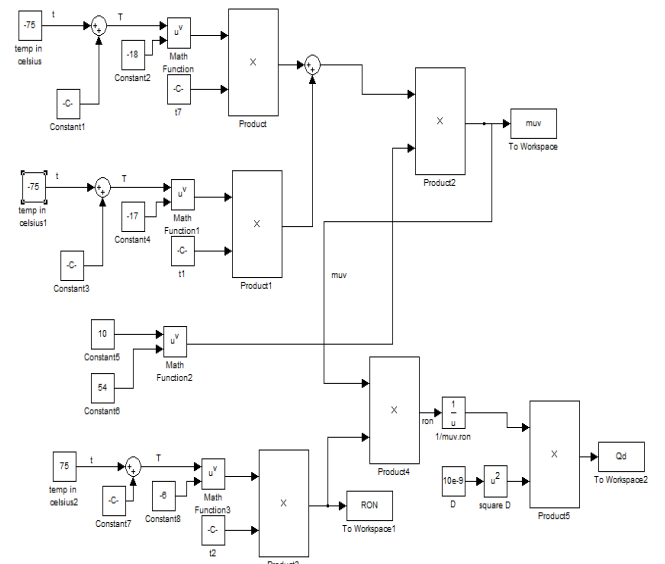 -75
t
T
temp in
celsius
-18
Constant2
u^v
Math
Function
-C-
Constant1
-C-
t7
X
Product
X
Product2
muv
To Workspace
-75
t
T
temp in
celsius1
-17
Constant4
u^v
Math
Function1
-C-
Constant3
-C-
t1
X
Product1
muv
10
Constant5
u^v
Math
Function2
54
Constant6
X
Product4
ron
1
u
1/muv.ron
X
Product5
Qd
To Workspace2
10e-9
D
u^2
square D
75
t
T
temp in
celsius2
-C-
Constant7
-6
Constant8
u^v
Math
Function3
-C-
t2
X
RON
To Workspace1